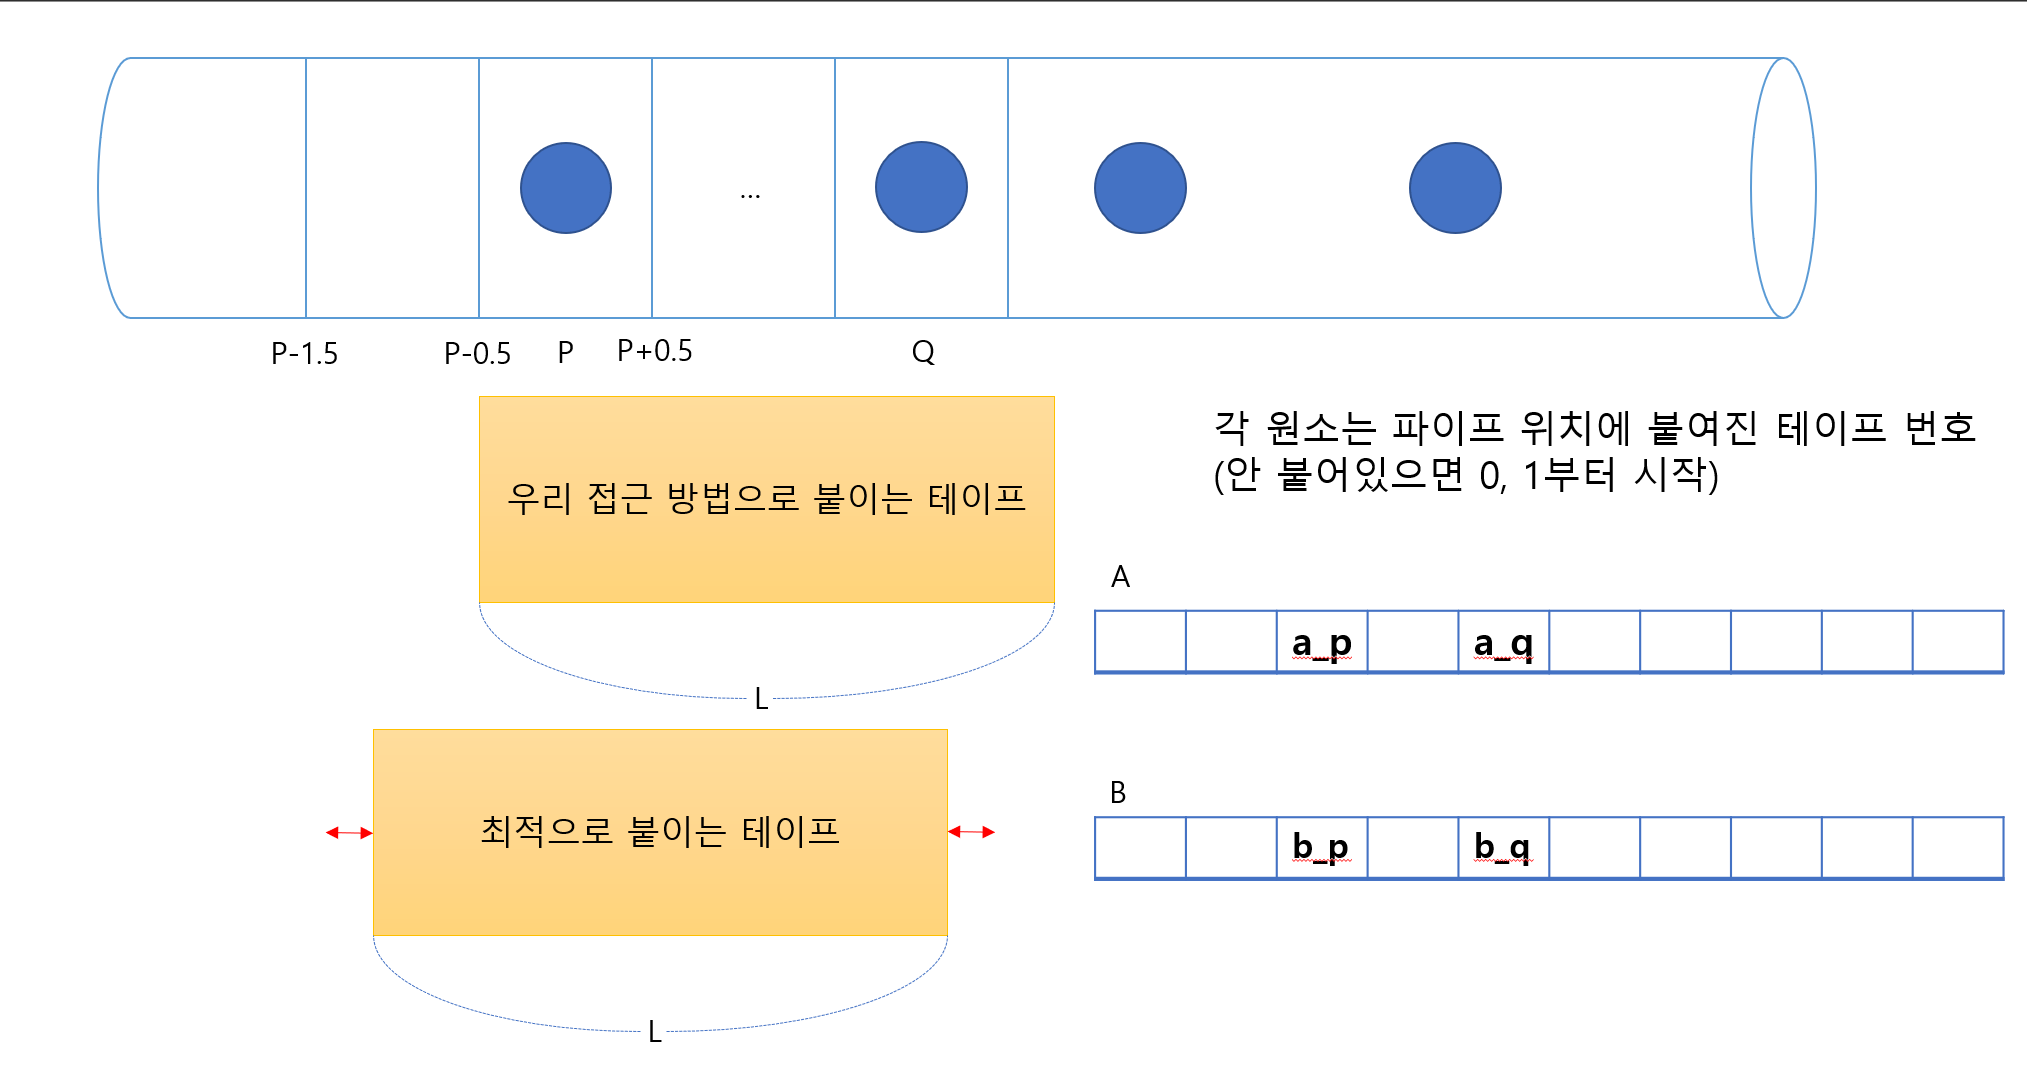 ...
P-1.5
P-0.5
P
P+0.5
Q
각 원소는 파이프 위치에 붙여진 테이프 번호
(안 붙어있으면 0, 1부터 시작)
우리 접근 방법으로 붙이는 테이프
L
A
a_p
a_q
최적으로 붙이는 테이프
L
B
b_p
b_q